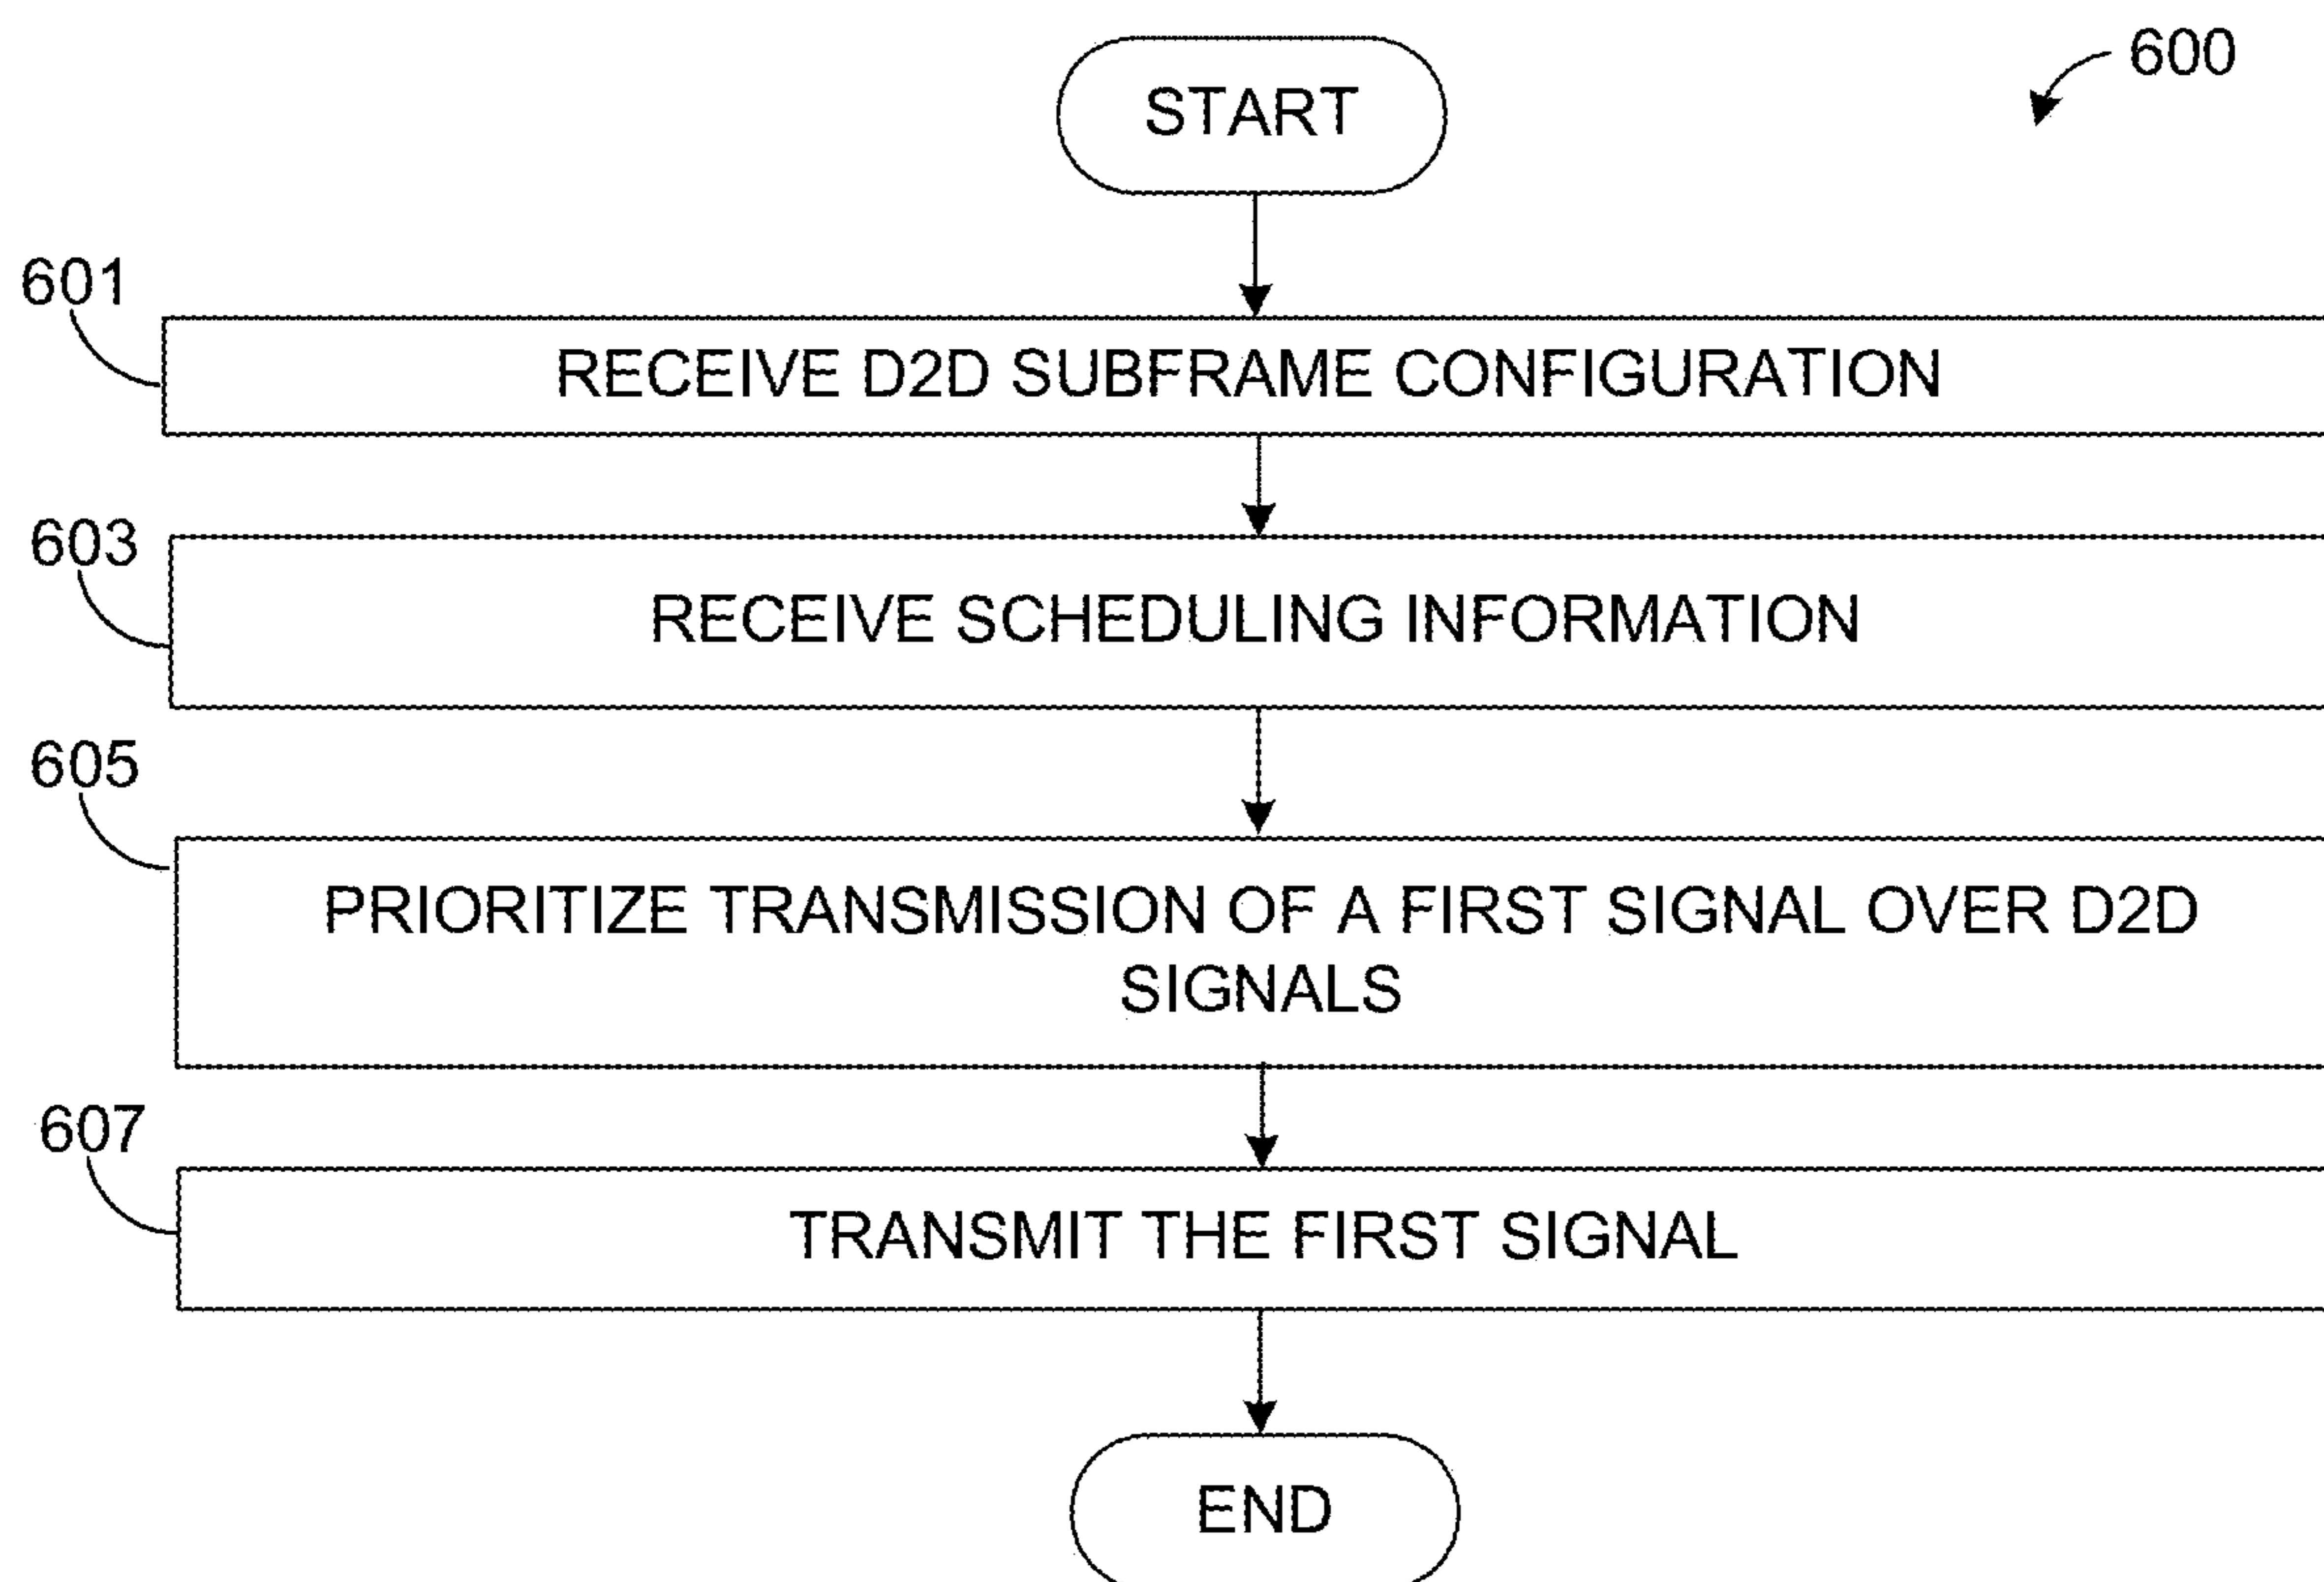 START
600
601
RECEIVE D2D SUBFRAME CONFIGURATION
603
RECEIVE SCHEDULING INFORMATION
605
PRIORITIZE TRANSMISSION OF A FIRST SIGNAL OVER D2D
SIGNALS
607
TRANSMIT THE FIRST SIGNAL
END